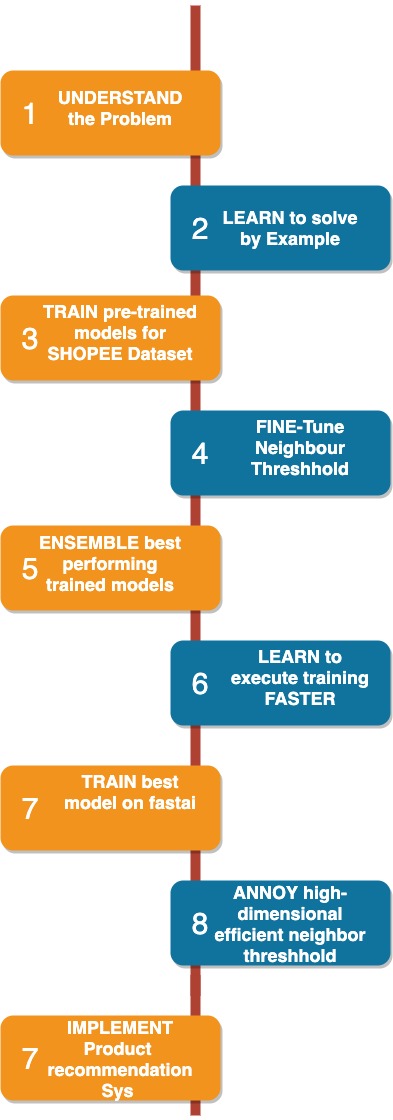 1
UNDERSTAND
the Problem
2
LEARN to solve
by Example
3
TRAIN pre-trained
models for
SHOPEE Dataset
4
FINE-Tune
Neighbour
Threshhold
5
ENSEMBLE best
performing
trained models
6
LEARN to
execute training
FASTER
7
TRAIN best
model on fastai
8
ANNOY high-
dimensional
efficient neighbor
threshhold
7
IMPLEMENT
Product
recommendation
Sys